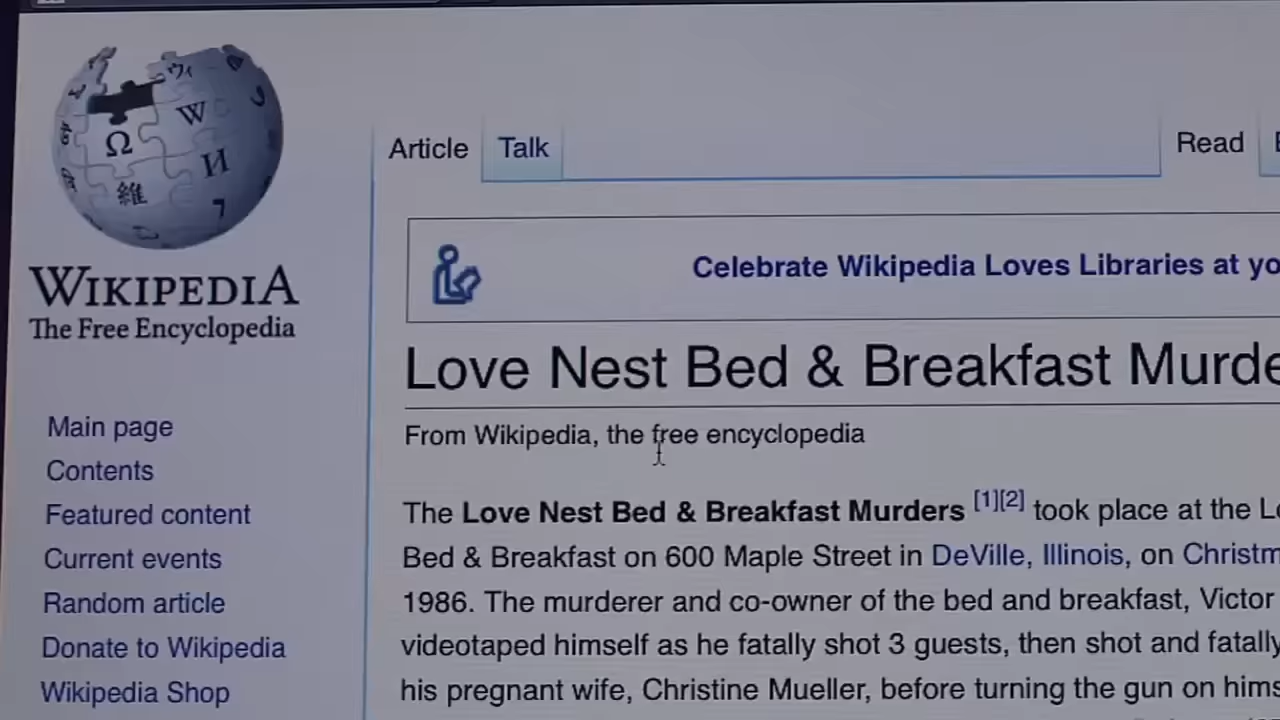 WIKIPEDIA
The Free Encyclopedia
Main page
Contents
Featured content
Current events
Random article
Donate to Wikipedia
Wikipedia Shop
Article Talk Read
Celebrate Wikipedia Loves Libraries at yo
Love Nest Bed & Breakfast Murde
From Wikipedia, the free encyclopedia
The Love Nest Bed & Breakfast Murders [1][2] took place at the Lo
Bed & Breakfast on 600 Maple Street in DeVille, Illinois, on Christm
1986. The murderer and co-owner of the bed and breakfast, Victor
videotaped himself as he fatally shot 3 guests, then shot and fatally
his pregnant wife, Christine Mueller, before turning the gun on hims